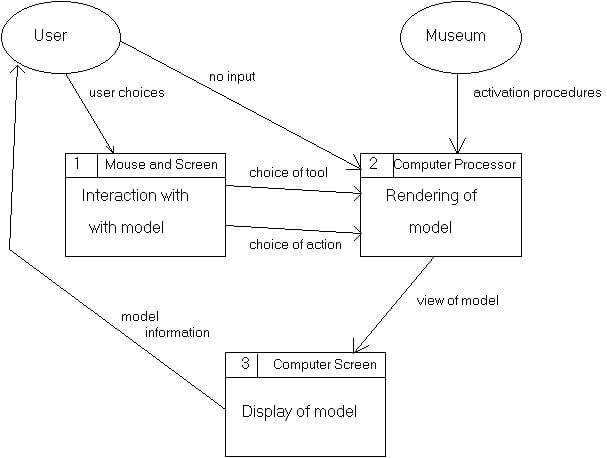 User
Museum
no input
user choices
activation procedures
1 Mouse and Screen
2 Computer Processor
Interaction with
with model
choice of tool
choice of action
Rendering of
model
view of model
model
information
3 Computer Screen
Display of model